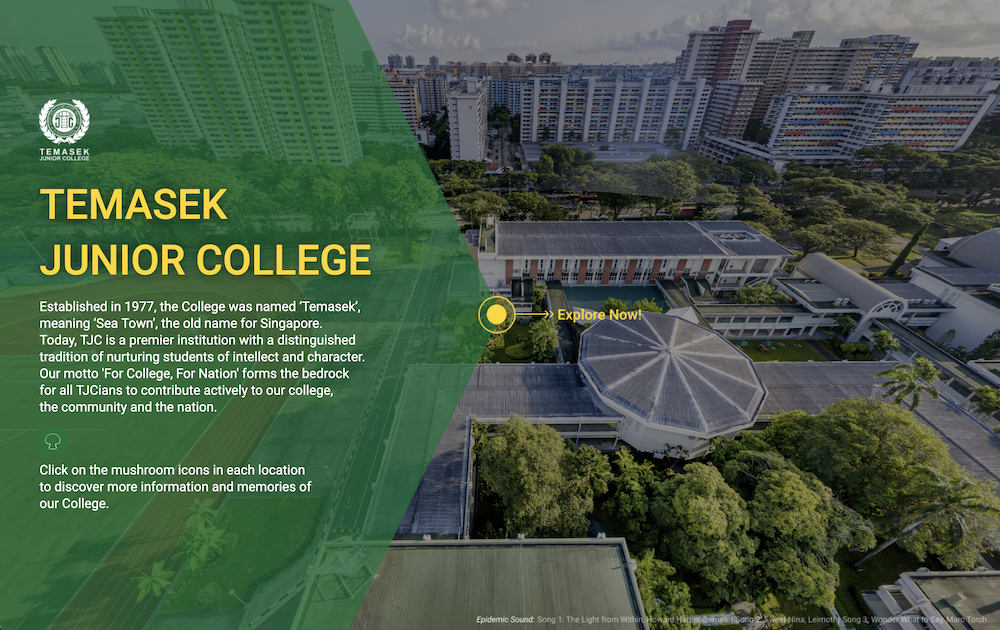 TEMASEK
JUNIOR COLLEGE
TEMASEK
JUNIOR COLLEGE
Established in 1977, the College was named ‘Temasek’,
meaning ‘Sea Town’, the old name for Singapore.
Today, TJC is a premier institution with a distinguished
tradition of nurturing students of intellect and character.
Our motto 'For College, For Nation' forms the bedrock
for all TJCians to contribute actively to our college,
the community and the nation.
Explore Now!
Click on the mushroom icons in each location
to discover more information and memories of
our College.
Epidemic Sound: Song 1: The Light from Within, Howard Harper-Barnes | Song 2: Sweet Nina, Leimoti | Song 3: Wonder What to Say, Marc Torch